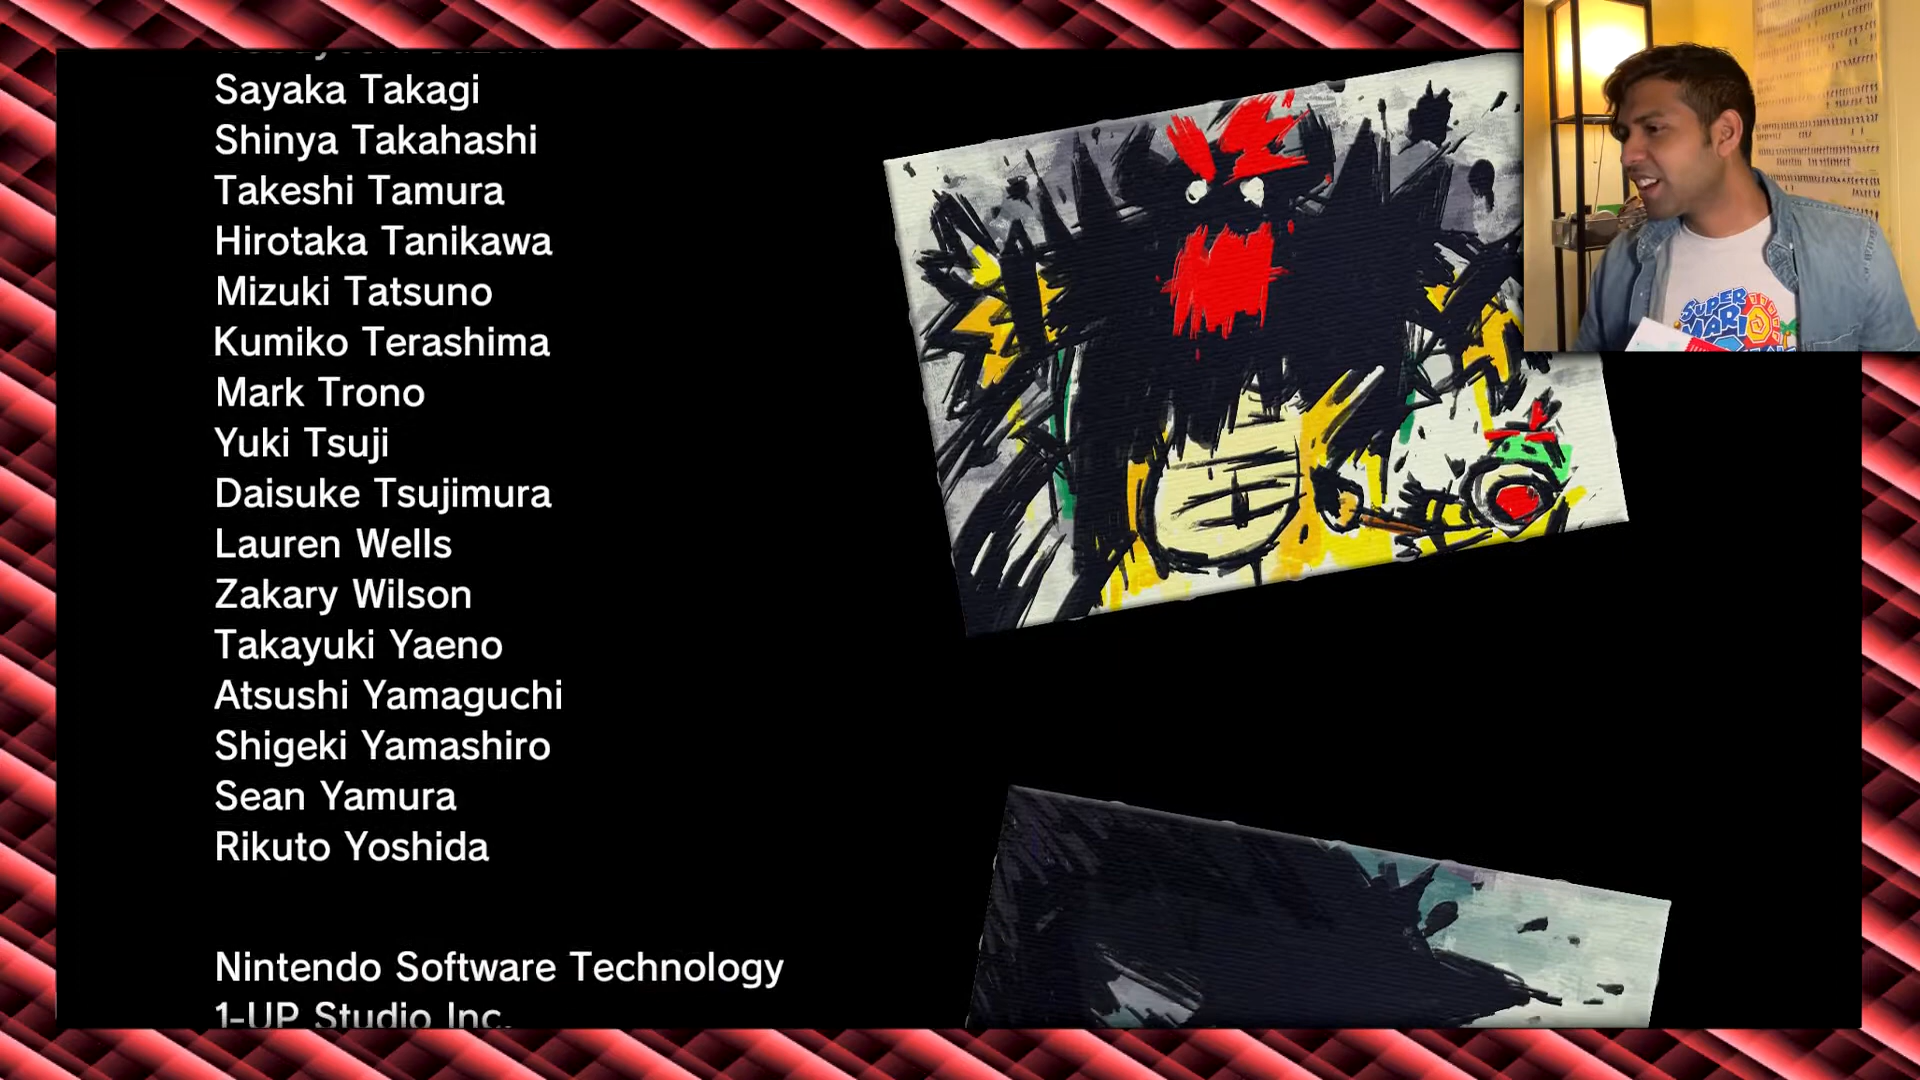 Sayaka Takagi
Shinya Takahashi
Takeshi Tamura
Hirotaka Tanikawa
Mizuki Tatsuno
Kumiko Terashima
Mark Trono
Yuki Tsuji
Daisuke Tsujimura
Lauren Wells
Zakary Wilson
Takayuki Yaeno
Atsushi Yamaguchi
Shigeki Yamashiro
Sean Yamura
Rikuto Yoshida
Nintendo Software Technology
1-UP Studio Inc.
SUPER
MARI